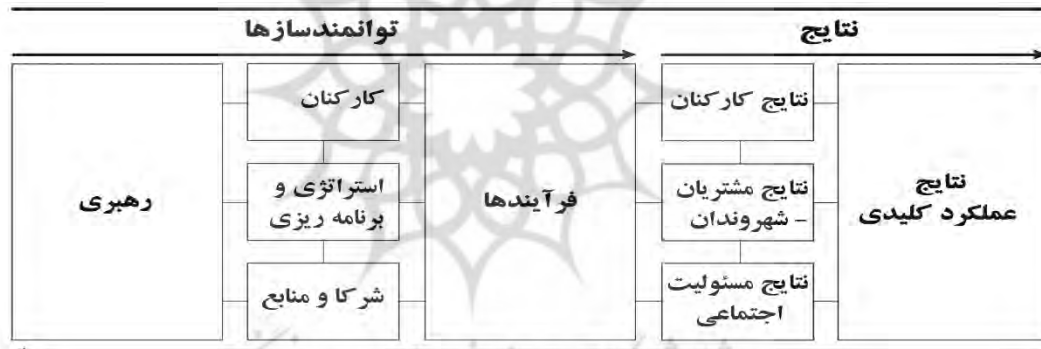 توانمندسازها
نتایج
رهبری
کارکنان
استراتژی و
برنامه ریزی
شرکا و منابع
فرآیندها
نتایج کارکنان
نتایج مشتریان
- شهروندان
نتایج مسئولیت
اجتماعی
نتایج
عملکرد کلیدی